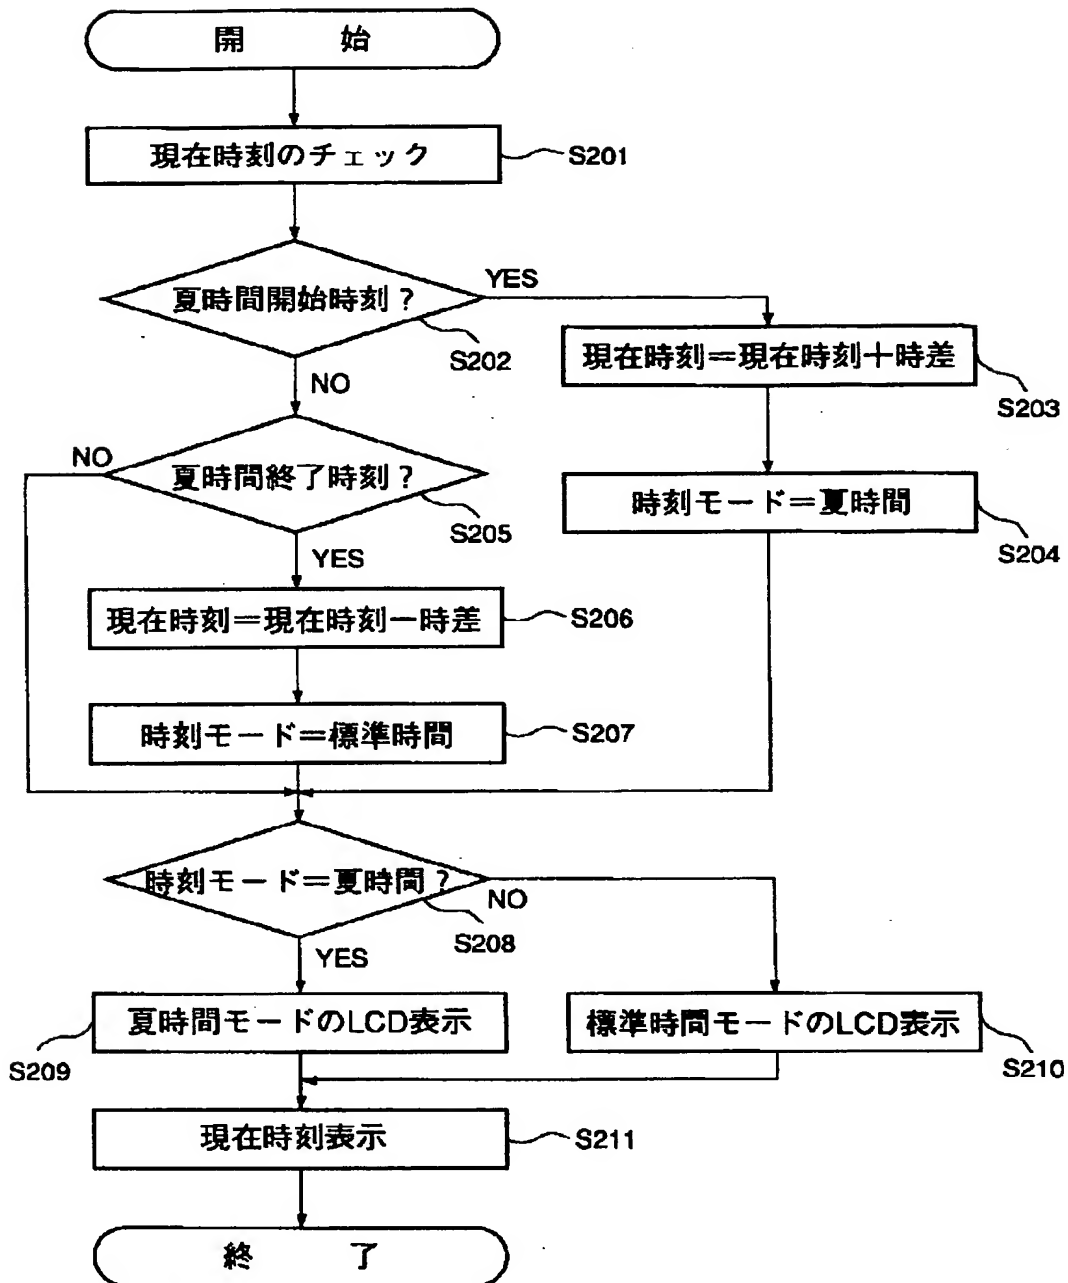 開 始
現在時刻のチェック
S201
夏時間開始時刻?
YES
S202
NO
現在時刻=現在時刻+時差
S203
時刻モード=夏時間
S204
夏時間終了時刻?
NO
S205
YES
現在時刻=現在時刻-時差
S206
時刻モード=標準時間
S207
時刻モード=夏時間?
NO
S208
YES
夏時間モードのLCD表示
S209
標準時間モードのLCD表示
S210
現在時刻表示
S211
終 了